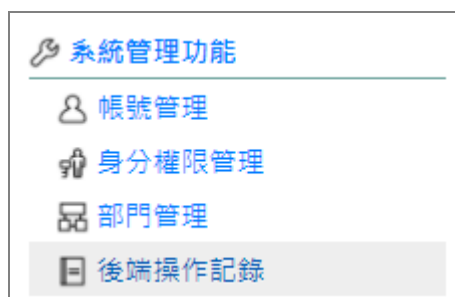 系統管理功能
帳號管理
身分權限管理
部門管理
後端操作記錄